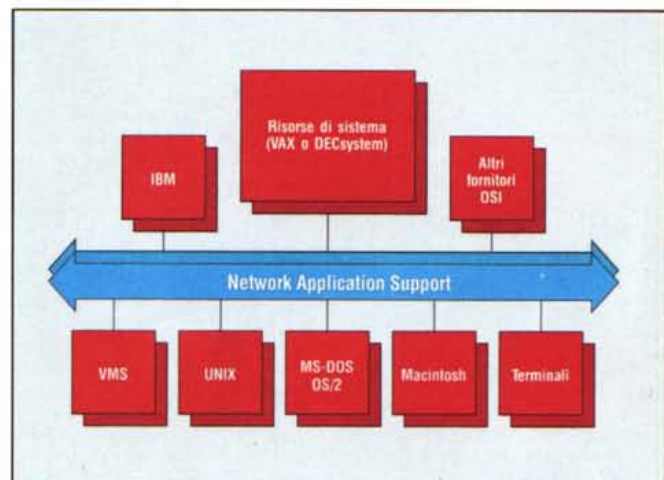 Risorse di sistema
(VAX o DECsystem)
IBM
Altri
fornitori
OSI
Network Application Support
VMS
UNIX
MS-DOS
OS/2
Macintosh
Terminali